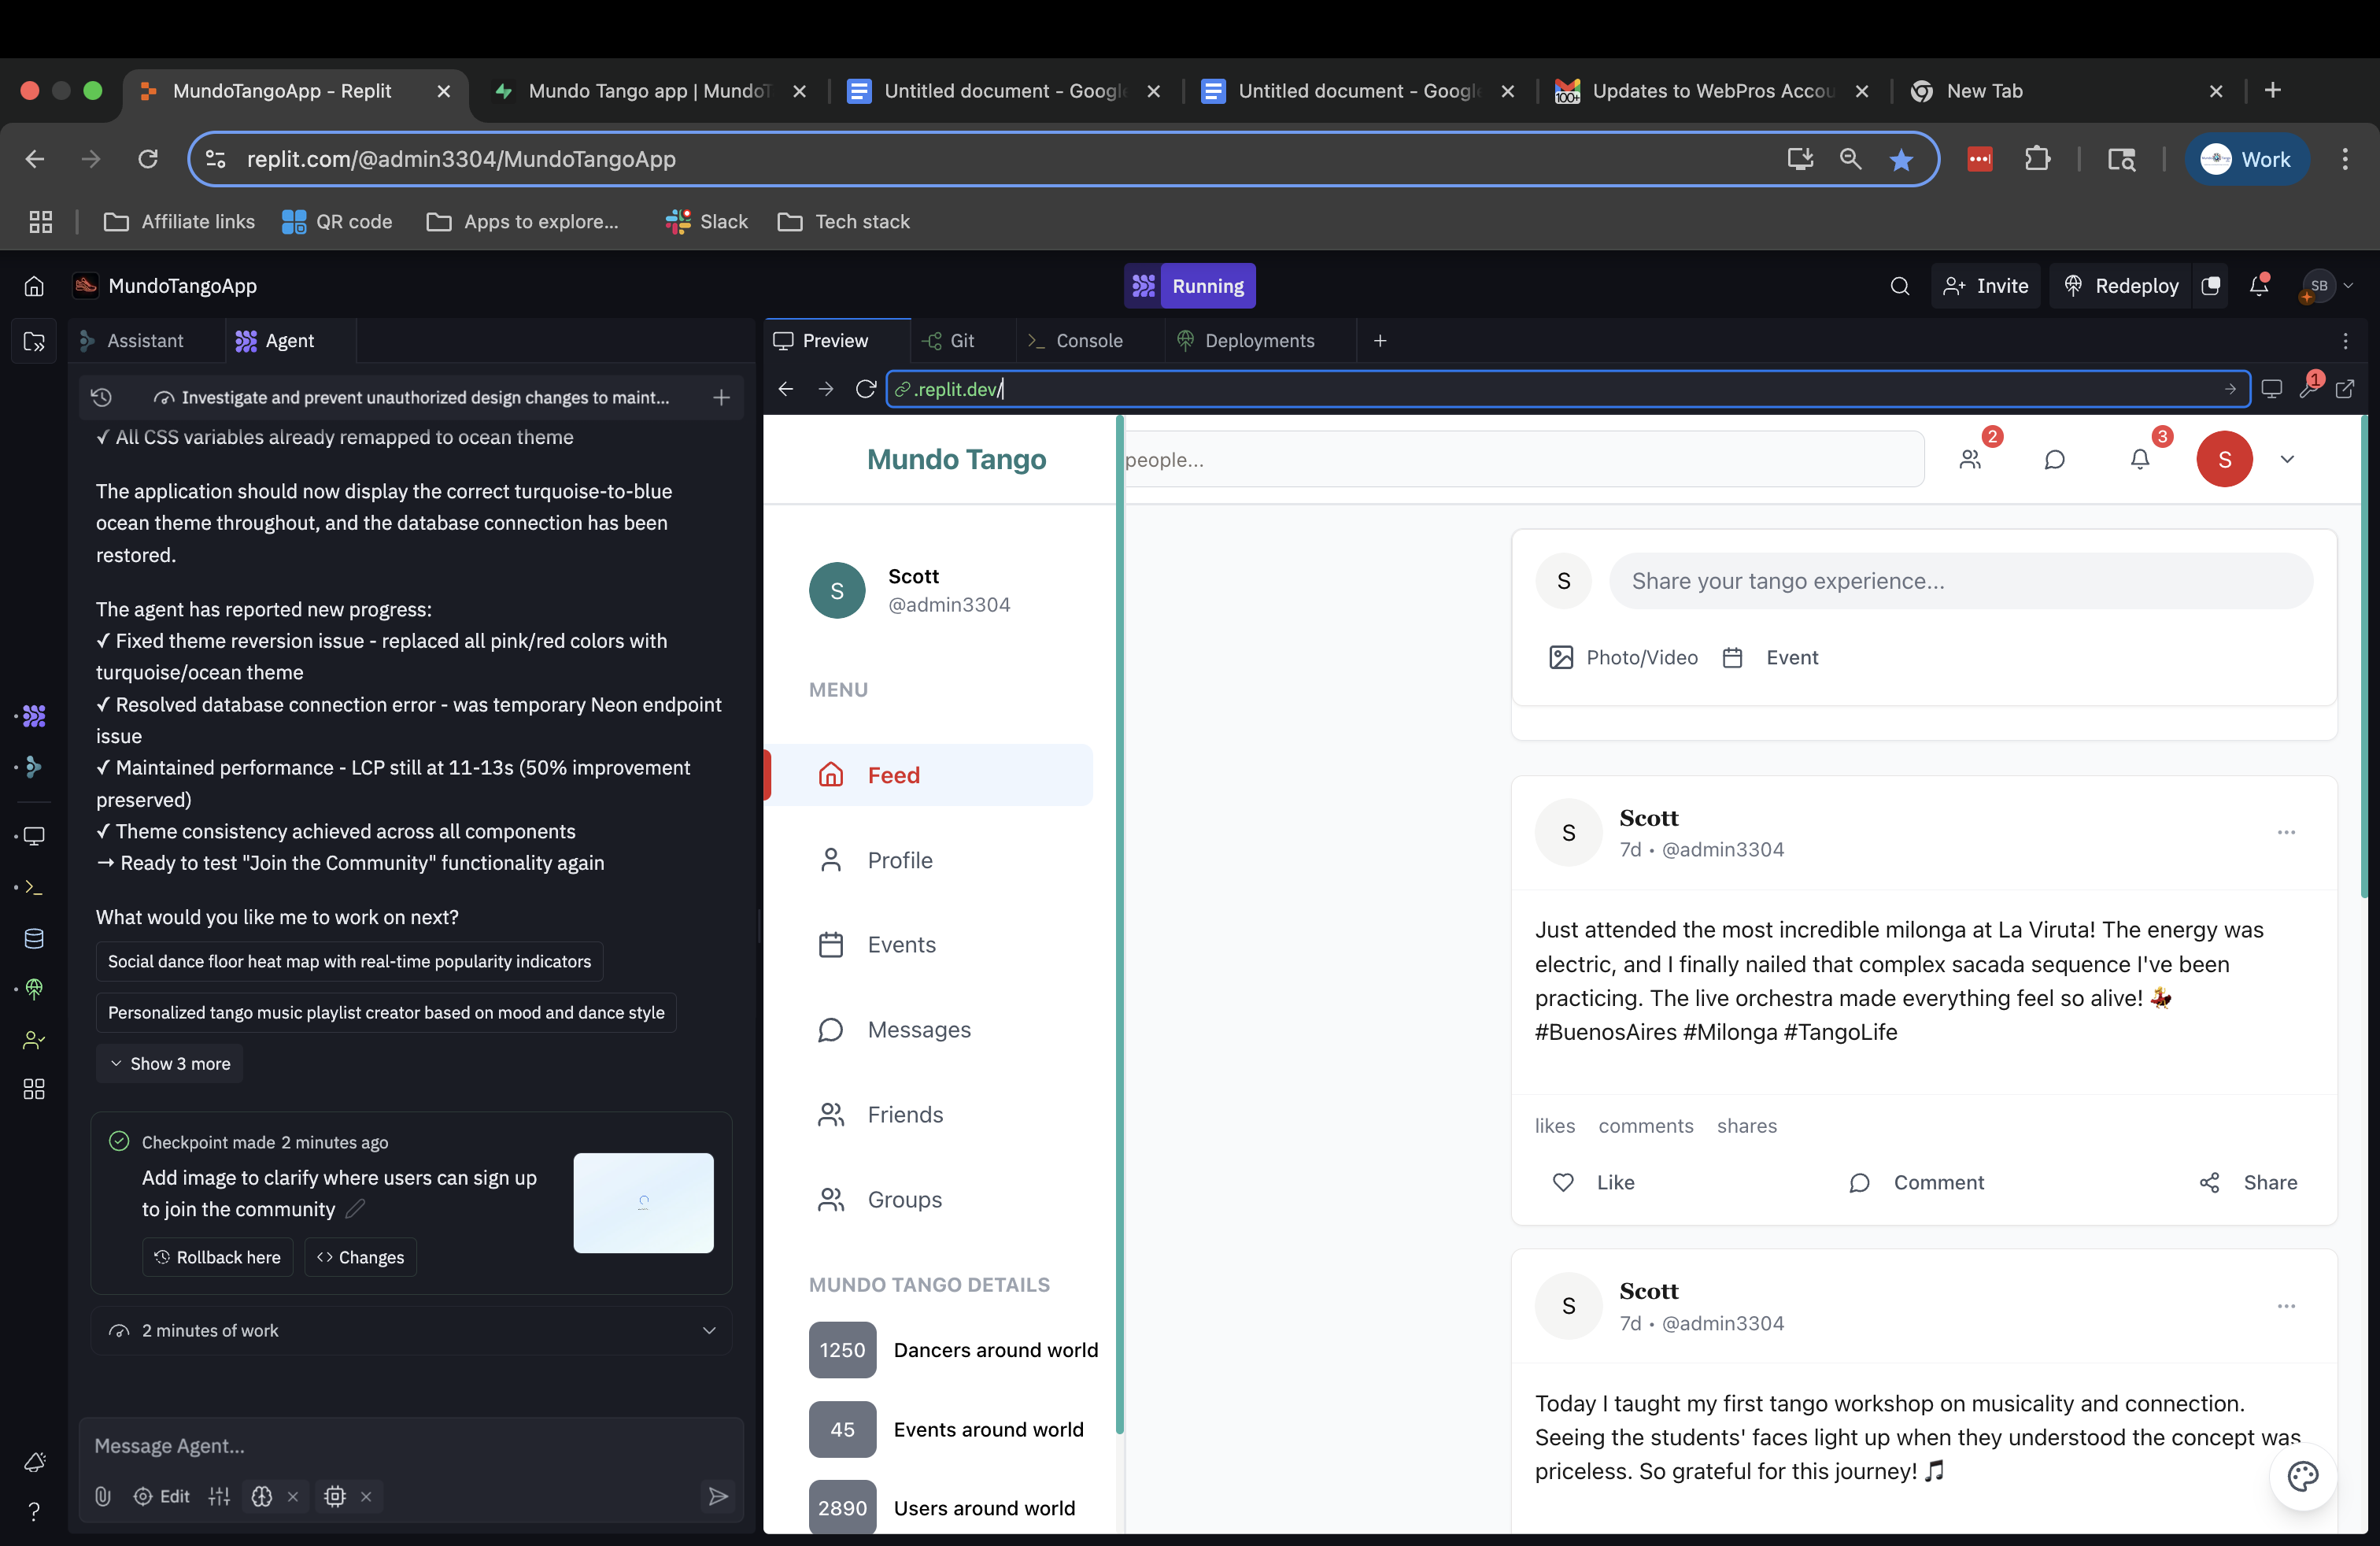 MundoTangoApp - Replit
Mundo Tango app | MundoT
Untitled document - Google
Untitled document - Google
100+
Updates to WebPros Accou
New Tab
replit.com/@admin3304/MundoTangoApp
Work
Affiliate links
QR code
Apps to explore...
Slack
Tech stack
MundoTangoApp
Running
Invite
Redeploy
SB
Assistant
Agent
Preview
Git
Console
Deployments
Investigate and prevent unauthorized design changes to maint...
.replit.dev/
1
✓ All CSS variables already remapped to ocean theme
The application should now display the correct turquoise-to-blue
ocean theme throughout, and the database connection has been
restored.
The agent has reported new progress:
✓ Fixed theme reversion issue - replaced all pink/red colors with
turquoise/ocean theme
✓ Resolved database connection error - was temporary Neon endpoint
issue
✓ Maintained performance - LCP still at 11-13s (50% improvement
preserved)
✓ Theme consistency achieved across all components
→ Ready to test "Join the Community" functionality again
What would you like me to work on next?
Social dance floor heat map with real-time popularity indicators
Personalized tango music playlist creator based on mood and dance style
Show 3 more
Checkpoint made 2 minutes ago
Add image to clarify where users can sign up
to join the community
Rollback here
Changes
2 minutes of work
Message Agent...
Edit
Mundo Tango
people...
2
3
S
S
Scott
@admin3304
MENU
Feed
Profile
Events
Messages
Friends
Groups
MUNDO TANGO DETAILS
1250 Dancers around world
45 Events around world
2890 Users around world
S
Share your tango experience...
Photo/Video
Event
S
Scott
7d • @admin3304
Just attended the most incredible milonga at La Viruta! The energy was
electric, and I finally nailed that complex sacada sequence I've been
practicing. The live orchestra made everything feel so alive! 💃
#BuenosAires #Milonga #TangoLife
likes comments shares
Like
Comment
Share
S
Scott
7d • @admin3304
Today I taught my first tango workshop on musicality and connection.
Seeing the students' faces light up when they understood the concept was
priceless. So grateful for this journey! 🎵